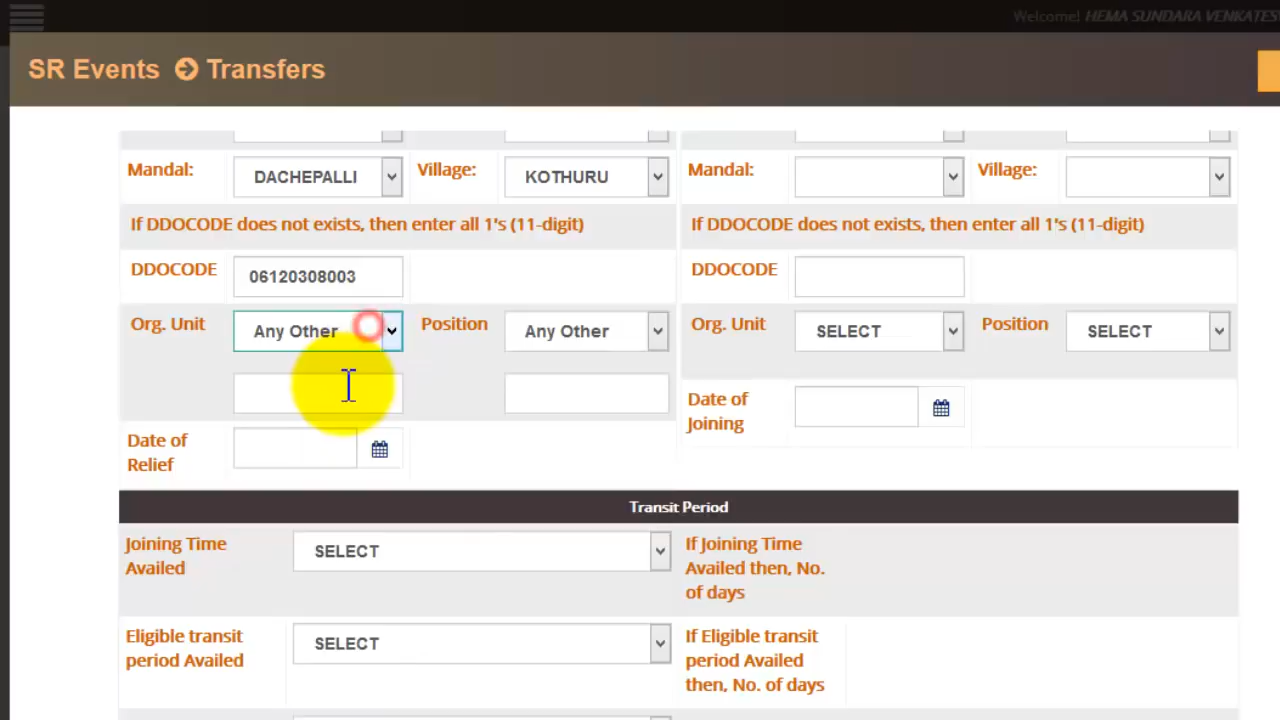 Welcome! HEMA SUNDARA VENKATES
SR Events Transfers
Mandal: DACHEPALLI Village: KOTHURU Mandal: Village:
If DDOCODE does not exists, then enter all 1's (11-digit) If DDOCODE does not exists, then enter all 1's (11-digit)
DDOCODE 06120308003 DDOCODE
Org. Unit Any Other Position Any Other Org. Unit SELECT Position SELECT
Date of Joining
Date of Relief
Transit Period
Joining Time Availed SELECT If Joining Time Availed then, No. of days
Eligible transit period Availed SELECT If Eligible transit period Availed then, No. of days